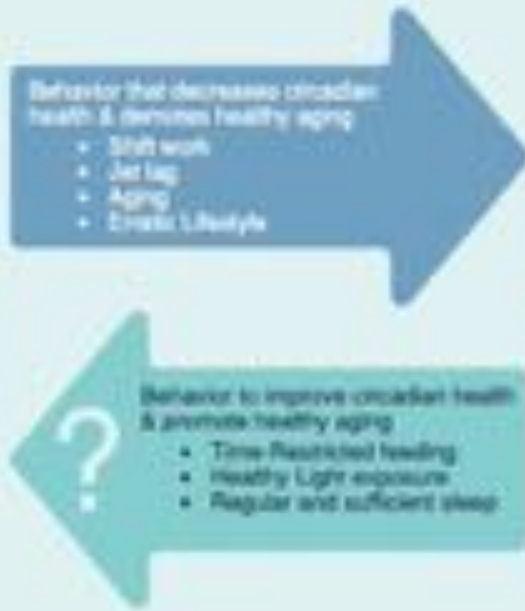 Behavior that decreases circadian
health & demotes healthy aging
• Shift work
• Jet lag
• Aging
• Erratic Lifestyle
?
Behavior to improve circadian health
& promote healthy aging
• Time-Restricted feeding
• Healthy Light exposure
• Regular and sufficient sleep